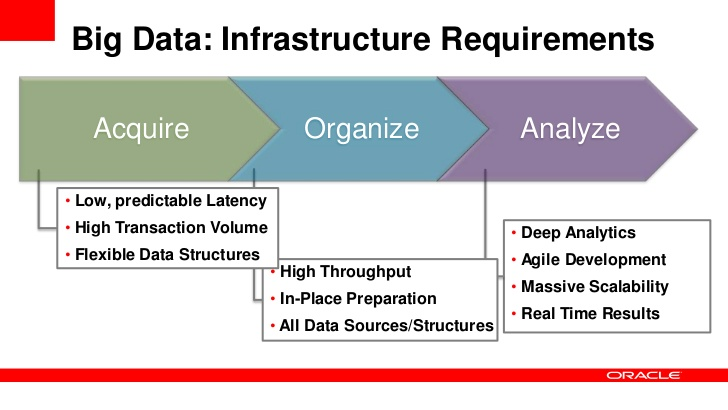 Big Data: Infrastructure Requirements
Acquire
Organize
Analyze
• Low, predictable Latency
• High Transaction Volume
• Flexible Data Structures
• High Throughput
• In-Place Preparation
• All Data Sources/Structures
• Deep Analytics
• Agile Development
• Massive Scalability
• Real Time Results
ORACLE